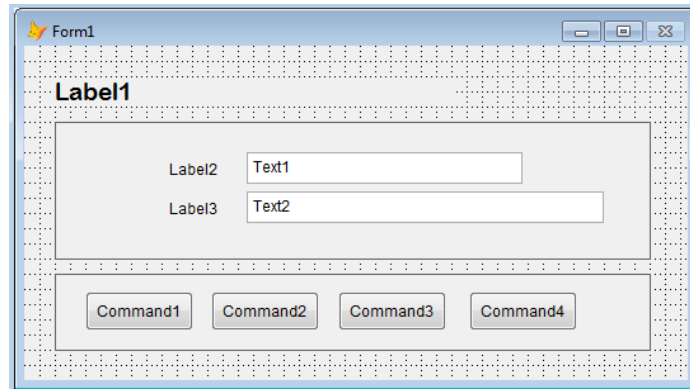 Form1
Label1
Label2 Text1
Label3 Text2
Command1 Command2 Command3 Command4